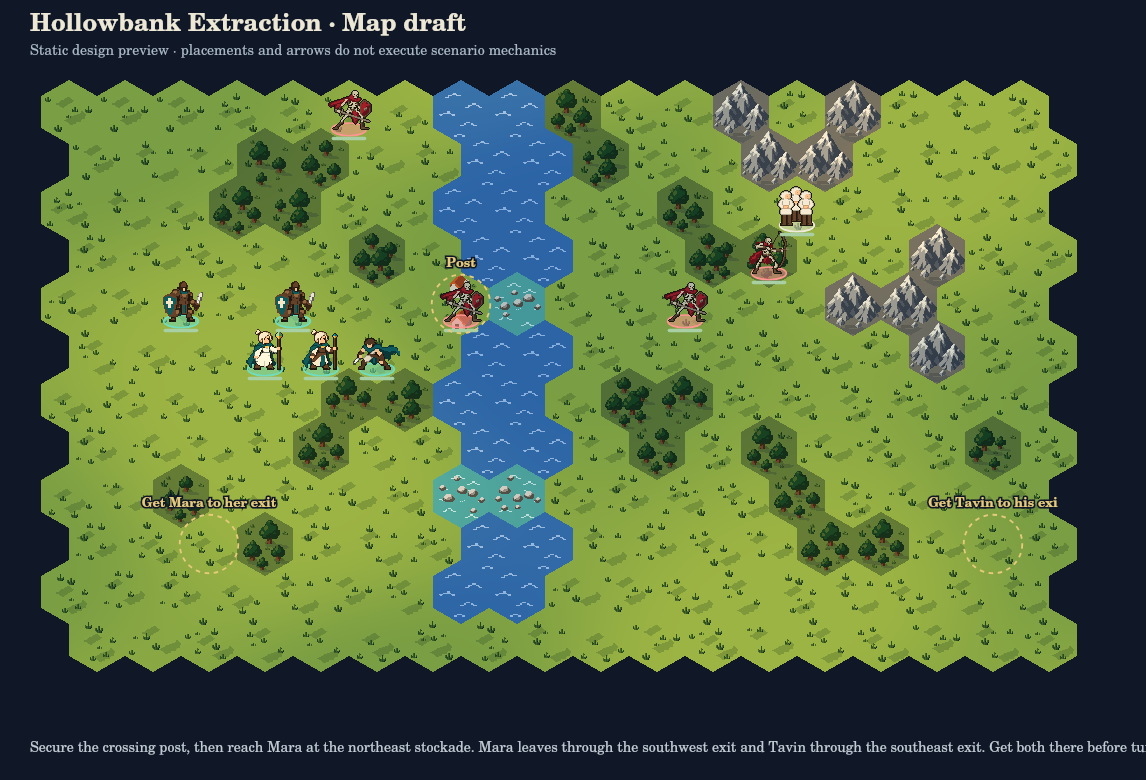 Hollowbank Extraction · Map draft
Static design preview · placements and arrows do not execute scenario mechanics
Post
Get Mara to her exit
Get Tavin to his exi
Secure the crossing post, then reach Mara at the northeast stockade. Mara leaves through the southwest exit and Tavin through the southeast exit. Get both there before tu